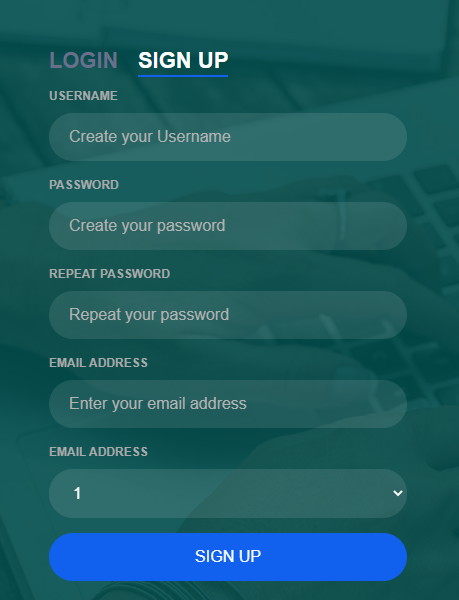 LOGIN SIGN UP
USERNAME
Create your Username
PASSWORD
Create your password
REPEAT PASSWORD
Repeat your password
EMAIL ADDRESS
Enter your email address
EMAIL ADDRESS
1
SIGN UP